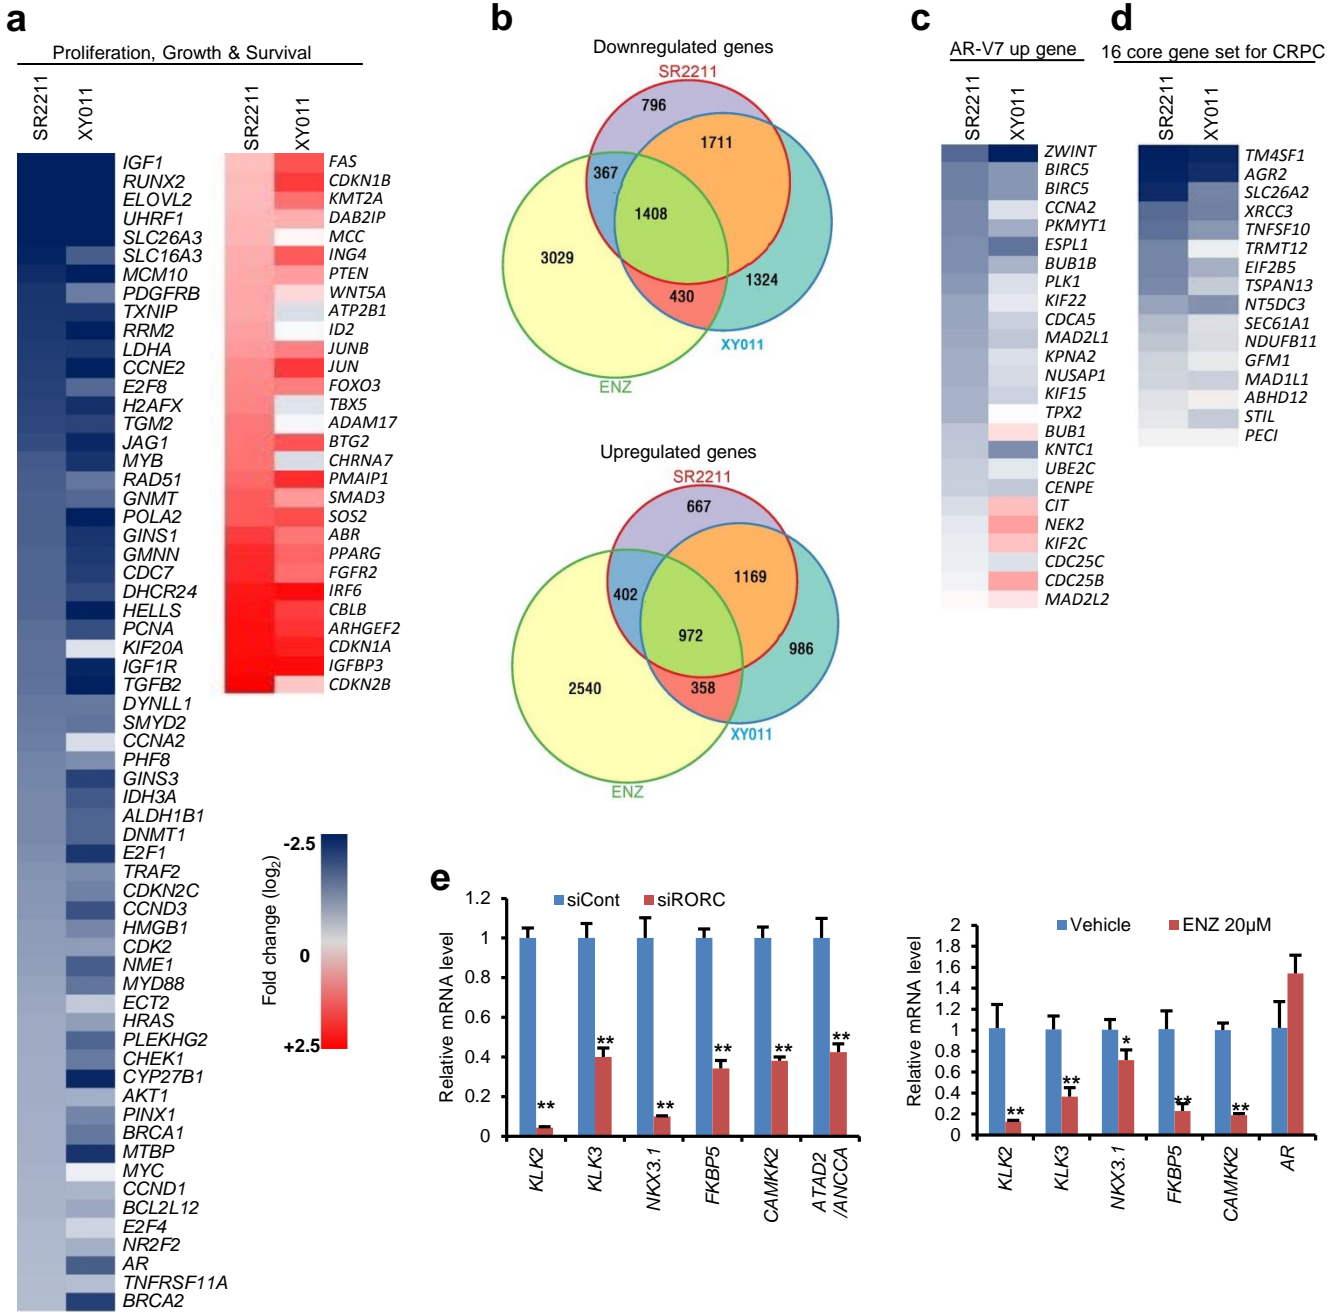 a
Proliferation, Growth & Survival
SR2211
XY011
IGF1
RUNX2
ELOVL2
UHRF1
SLC26A3
SLC16A3
MCM10
PDGFRB
TXNIP
RRM2
LDHA
CCNE2
E2F8
H2AFX
TGM2
JAG1
MYB
RAD51
GNMT
POLA2
GINS1
GMNN
CDC7
DHCR24
HELLS
PCNA
KIF20A
IGF1R
TGFB2
DYNLL1
SMYD2
CCNA2
PHF8
GINS3
IDH3A
ALDH1B1
DNMT1
E2F1
TRAF2
CDKN2C
CCND3
HMGB1
CDK2
NME1
MYD88
ECT2
HRAS
PLEKHG2
CHEK1
CYP27B1
AKT1
PINX1
BRCA1
MTBP
MYC
CCND1
BCL2L12
E2F4
NR2F2
AR
TNFRSF11A
BRCA2
SR2211
XY011
FAS
CDKN1B
KMT2A
DAB2IP
MCC
ING4
PTEN
WNT5A
ATP2B1
ID2
JUNB
JUN
FOXO3
TBX5
ADAM17
BTG2
CHRNA7
PMAIP1
SMAD3
SOS2
ABR
PPARG
FGFR2
IRF6
CBLB
ARHGEF2
CDKN1A
IGFBP3
CDKN2B
Fold change (log2)
-2.5
0
+2.5
b
Downregulated genes
SR2211
796
1711
367
1408
3029
1324
430
XY011
ENZ
Upregulated genes
SR2211
667
1169
402
972
986
2540
358
XY011
ENZ
c
AR-V7 up gene
SR2211
XY011
ZWINT
BIRC5
BIRC5
CCNA2
PKMYT1
ESPL1
BUB1B
PLK1
KIF22
CDCA5
MAD2L1
KPNA2
NUSAP1
KIF15
TPX2
BUB1
KNTC1
UBE2C
CENPE
CIT
NEK2
KIF2C
CDC25C
CDC25B
MAD2L2
d
16 core gene set for CRPC
SR2211
XY011
TM4SF1
AGR2
SLC26A2
XRCC3
TNFSF10
TRMT12
EIF2B5
TSPAN13
NT5DC3
SEC61A1
NDUFB11
GFM1
MAD1L1
ABHD12
STIL
PECI
e
siCont siRORC
Relative mRNA level
1.2
1
0.8
0.6
0.4
0.2
0
** ** ** ** ** **
KLK2
KLK3
NKX3.1
FKBP5
CAMKK2
ATAD2
/ANCCA
Vehicle ENZ 20µM
Relative mRNA level
2
1.8
1.6
1.4
1.2
1
0.8
0.6
0.4
0.2
0
** ** * ** **
KLK2
KLK3
NKX3.1
FKBP5
CAMKK2
AR